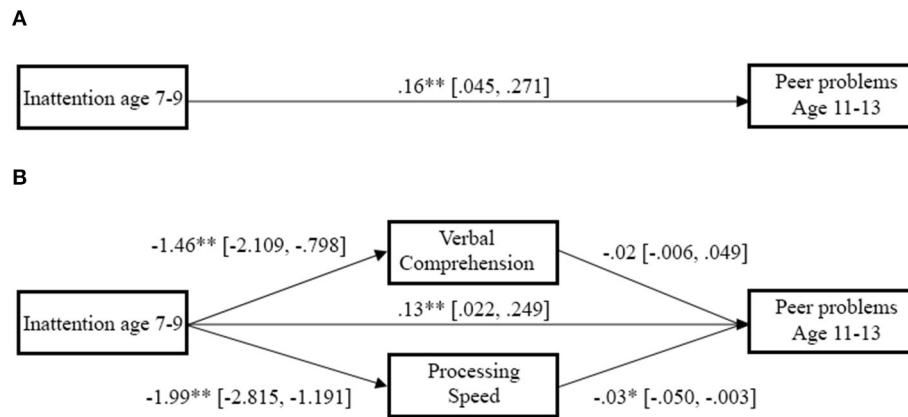 A
Inattention age 7-9
.16** [.045, .271]
Peer problems
Age 11-13
B
-1.46** [-2.109, -.798]
Verbal
Comprehension
-.02 [-.006, .049]
Inattention age 7-9
.13** [.022, .249]
Peer problems
Age 11-13
-1.99** [-2.815, -1.191]
Processing
Speed
-.03* [-.050, -.003]